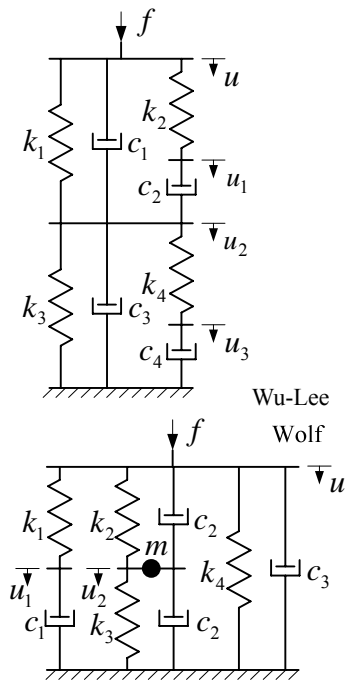 f
u
k₁
c₁
k₂
u₁
c₂
u₂
k₃
c₃
k₄
u₃
c₄
Wu-Lee
Wolf
f
u
k₁
k₂
c₂
m
k₄
c₃
u₁
u₂
c₁
k₃
c₂